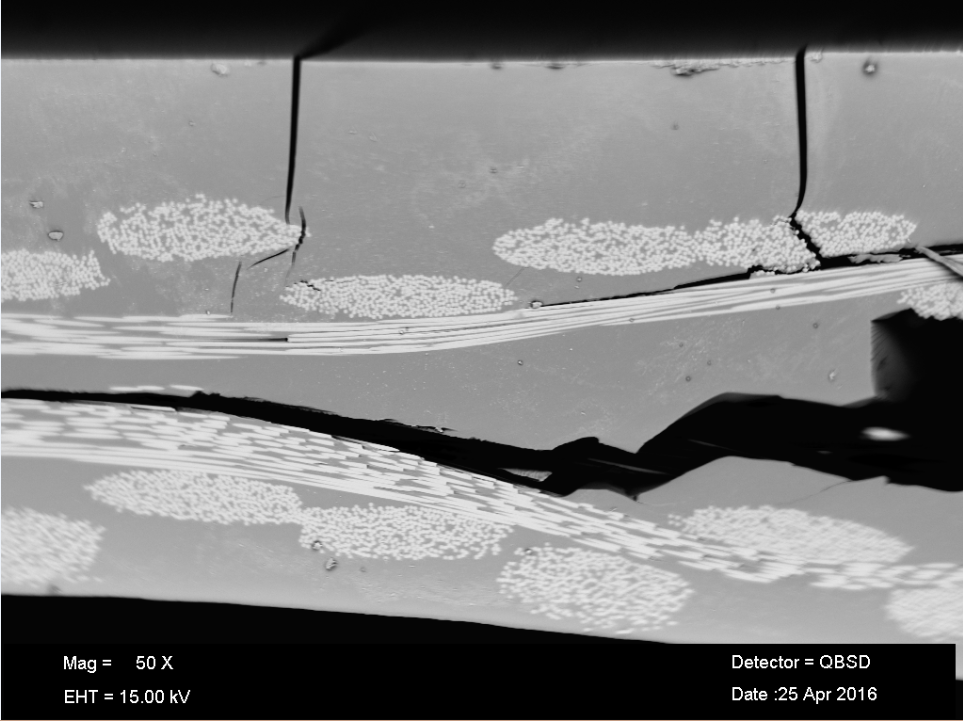 Mag = 50 X
EHT = 15.00 kV
Detector = QBSD
Date :25 Apr 2016